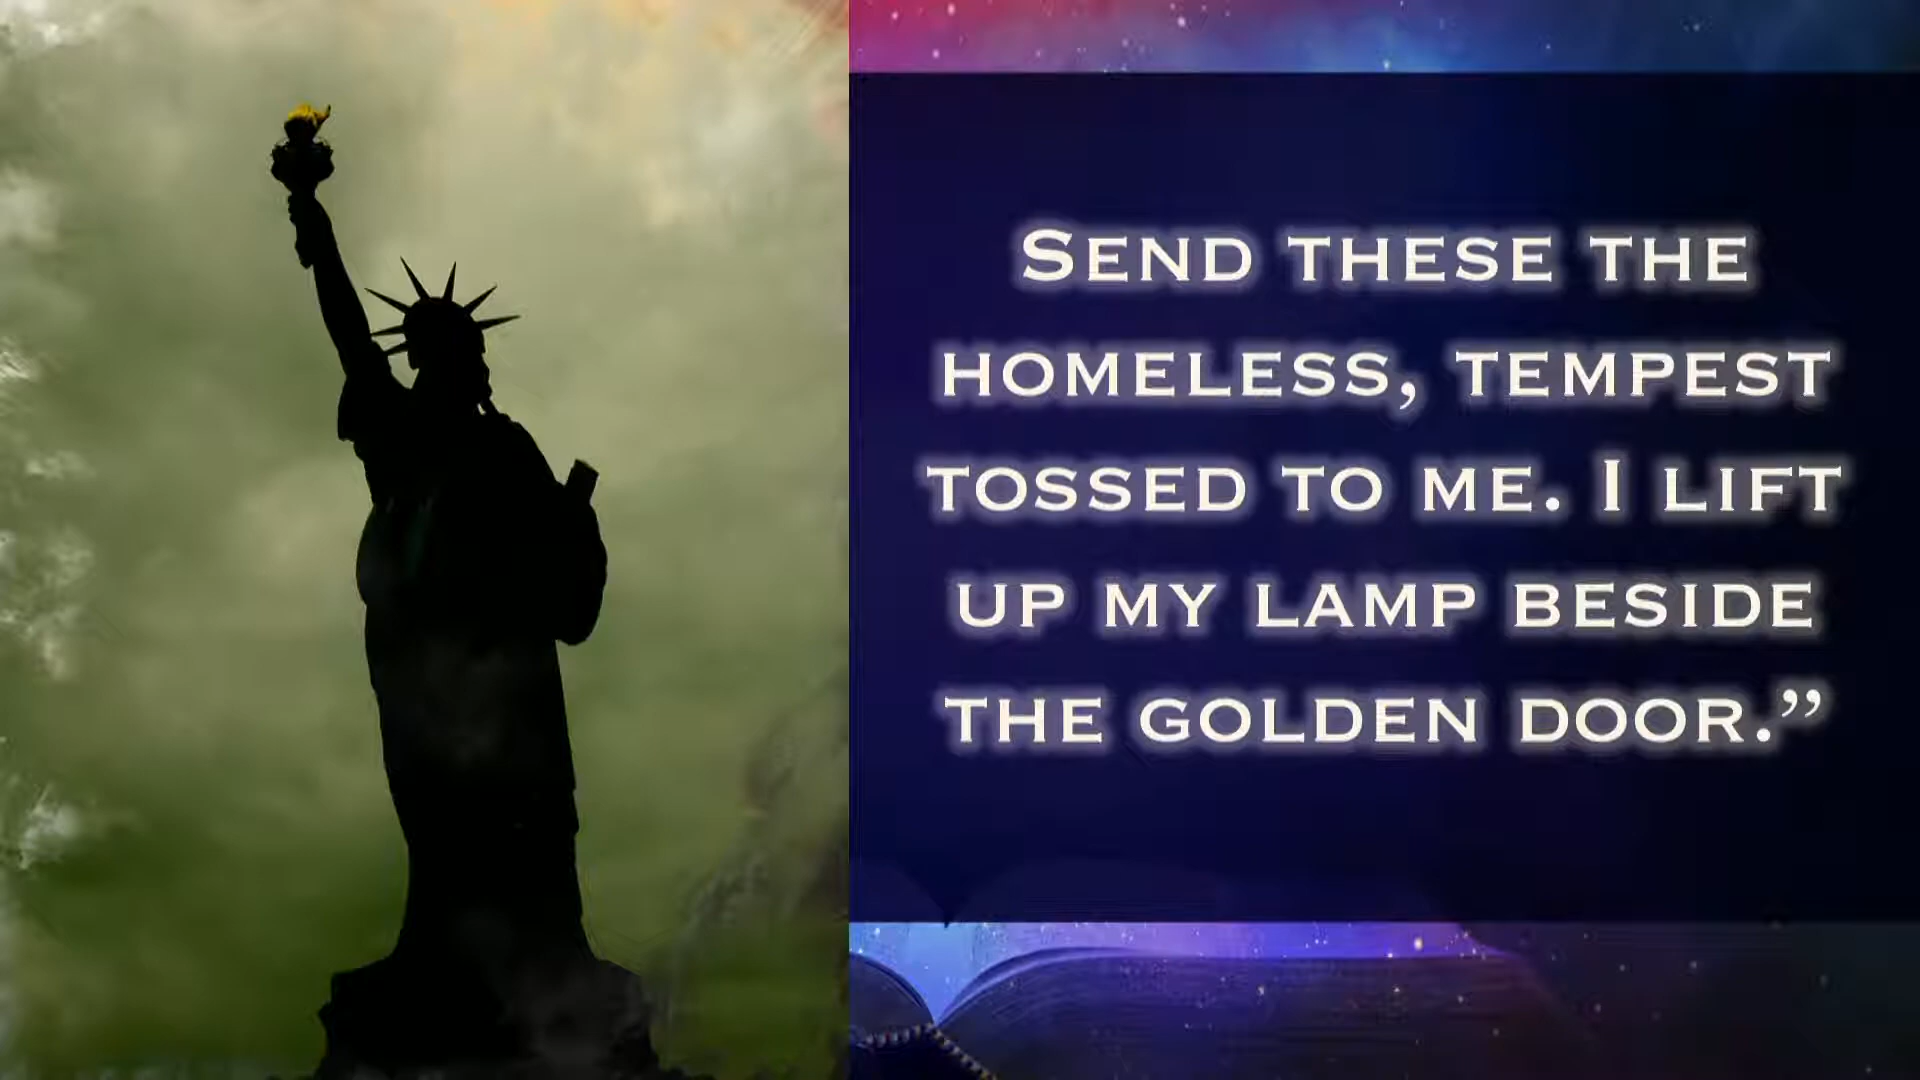 Send these the
homeless, tempest
tossed to me. I lift
up my lamp beside
the golden door.”